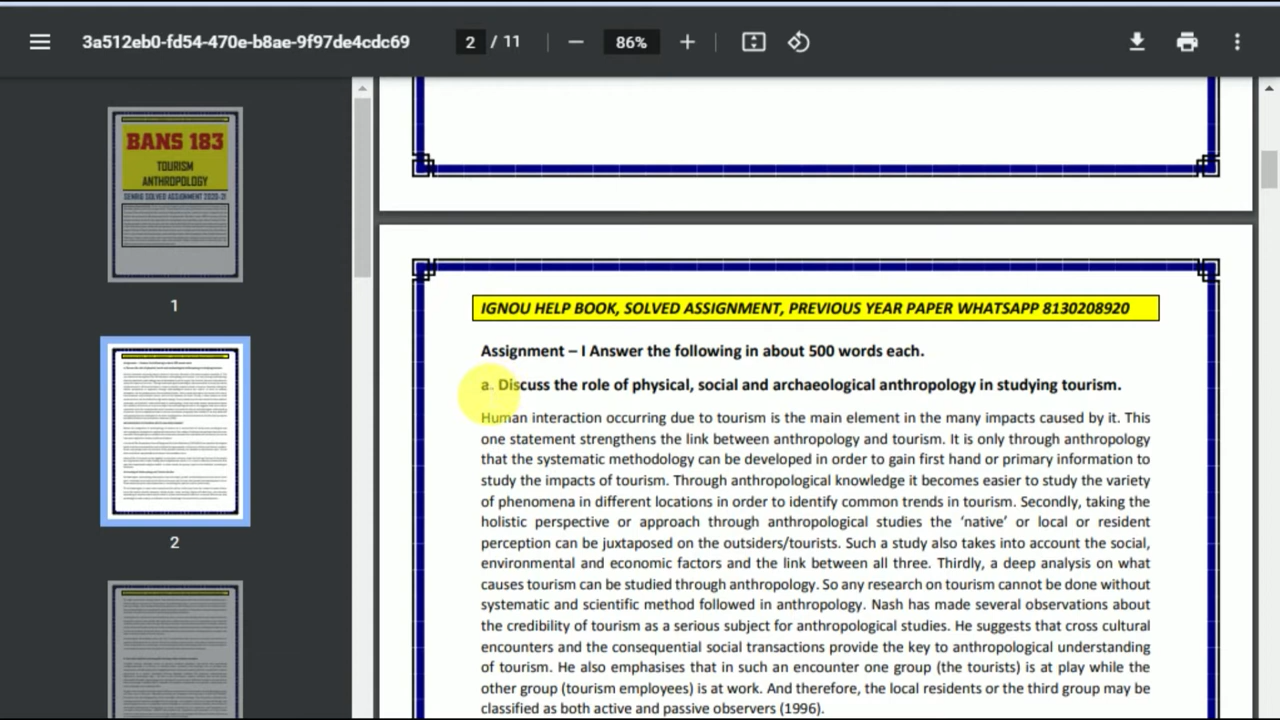 3a512eb0-fd54-470e-b8ae-9f97de4cdc69
2 / 11
86%
BANS 183
TOURISM
ANTHROPOLOGY
GENRIC SOLVED ASSIGNMENT 2020-21
1
2
IGNOU HELP BOOK, SOLVED ASSIGNMENT, PREVIOUS YEAR PAPER WHATSAPP 8130208920
Assignment – I Answer the following in about 500 words each.
a. Discuss the role of physical, social and archaeological anthropology in studying tourism.
Human interaction caused due to tourism is the most important in the many impacts caused by it. This
one statement strengthens the link between anthropology and tourism. It is only through anthropology
that research methodology can be developed in order to gain first hand or primary information to
study the impacts of tourism. Through anthropological knowledge it becomes easier to study the variety
of phenomena in different locations in order to identify common trends in tourism. Secondly, taking the
holistic perspective or approach through anthropological studies the ‘native’ or local or resident
perception can be juxtaposed on the outsiders/tourists. Such a study also takes into account the social,
environmental and economic factors and the link between all three. Thirdly, a deep analysis on what
causes tourism can be studied through anthropology. Thus research on tourism cannot be done without
systematic and scientific method followed in anthropology. Nash has made several observations about
the credibility of tourism as a serious subject for anthropological studies. He suggests that cross cultural
encounters and consequential social transactions provide the key to anthropological understanding
of tourism. He also emphasises that in such an encounter one group (the tourists) is at play while the
other group (tourism employees) is at work. And thereby the local residents or the third group may be
classified as both active and passive observers (1996).